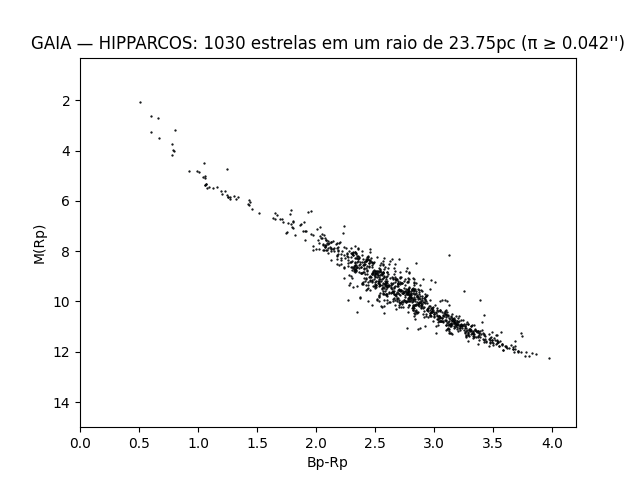 GAIA — HIPPARCOS: 1030 estrelas em um raio de 23.75pc (π ≥ 0.042'')
2
4
6
8
10
12
14
M(Rp)
0.0 0.5 1.0 1.5 2.0 2.5 3.0 3.5 4.0
Bp-Rp